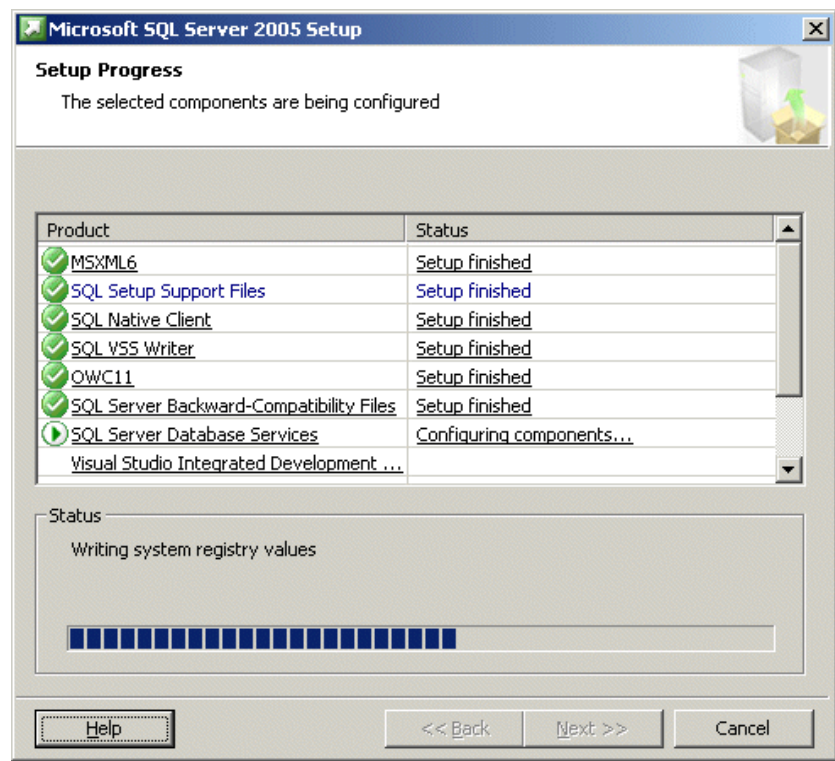 Microsoft SQL Server 2005 Setup
Setup Progress
The selected components are being configured
Product Status
MSXML6 Setup finished
SQL Setup Support Files Setup finished
SQL Native Client Setup finished
SQL VSS Writer Setup finished
OWC11 Setup finished
SQL Server Backward-Compatibility Files Setup finished
SQL Server Database Services Configuring components...
Visual Studio Integrated Development ...
Status
Writing system registry values
Help << Back Next >> Cancel